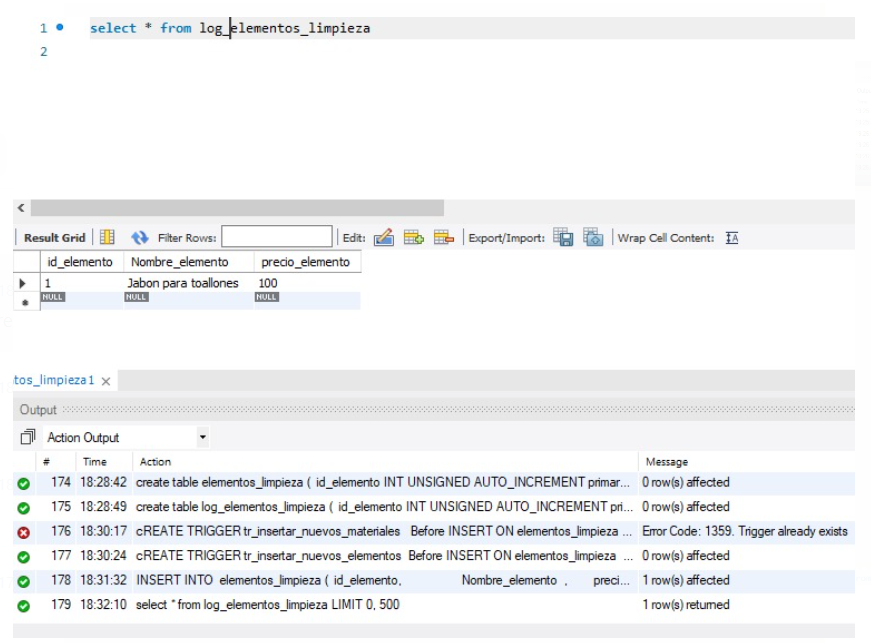 1 select * from log_elementos_limpieza
2
Result Grid Filter Rows: Edit: Export/Import: Wrap Cell Content: IA
id_elemento Nombre_elemento precio_elemento
1 Jabon para toallones 100
NULL NULL NULL
tos_limpieza1 ×
Output
Action Output
# Time Action Message
174 18:28:42 create table elementos_limpieza ( id_elemento INT UNSIGNED AUTO_INCREMENT primar... 0 row(s) affected
175 18:28:49 create table log_elementos_limpieza ( id_elemento INT UNSIGNED AUTO_INCREMENT pri... 0 row(s) affected
176 18:30:17 cREATE TRIGGER tr_insertar_nuevos_materiales Before INSERT ON elementos_limpieza ... Error Code: 1359. Trigger already exists
177 18:30:24 cREATE TRIGGER tr_insertar_nuevos_elementos Before INSERT ON elementos_limpieza ... 0 row(s) affected
178 18:31:32 INSERT INTO elementos_limpieza ( id_elemento, Nombre_elemento , preci... 1 row(s) affected
179 18:32:10 select * from log_elementos_limpieza LIMIT 0, 500 1 row(s) returned